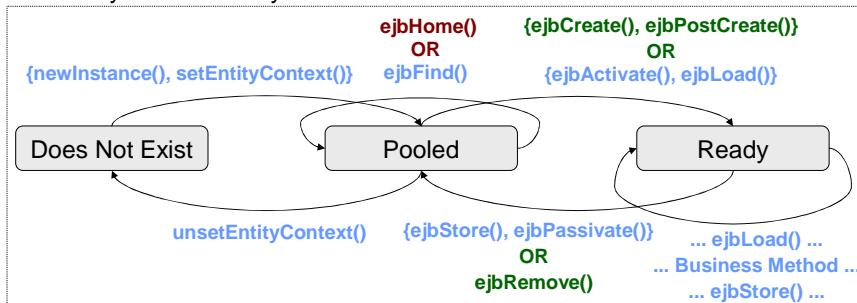 ejbHome()
OR
ejbFind()
{ejbCreate(), ejbPostCreate()}
OR
{ejbActivate(), ejbLoad()}
{newInstance(), setEntityContext()}
Does Not Exist
Pooled
Ready
unsetEntityContext()
{ejbStore(), ejbPassivate()}
OR
ejbRemove()
... ejbLoad() ...
... Business Method ...
... ejbStore() ...